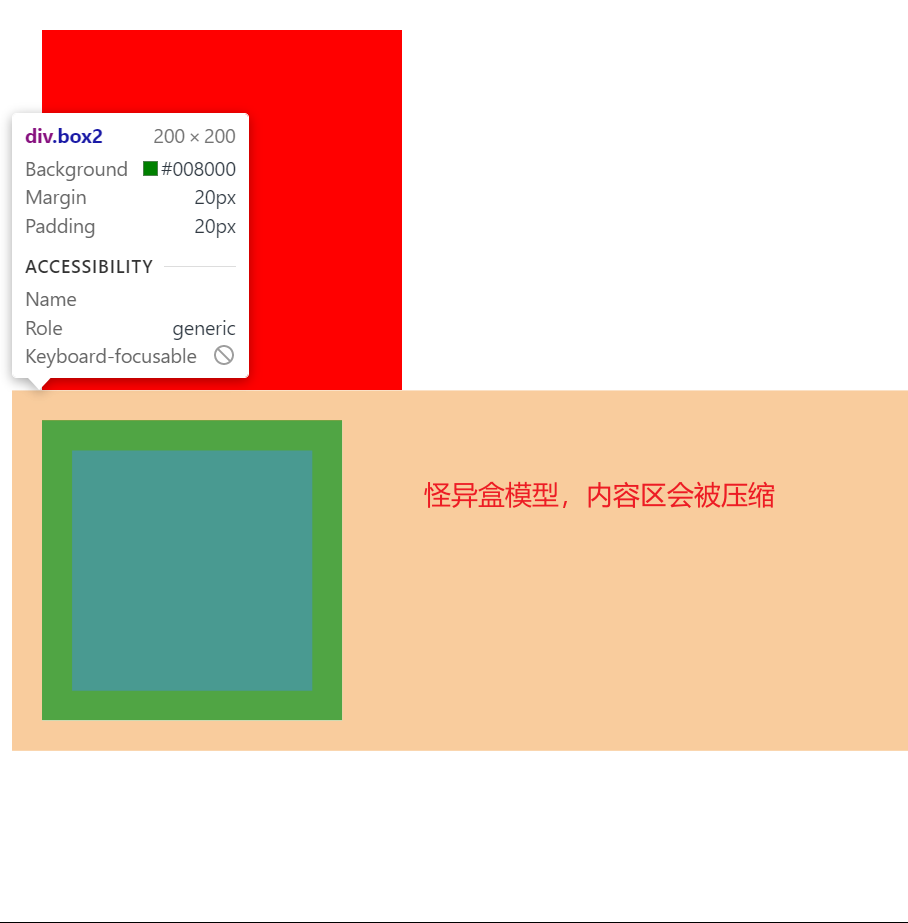 div.box2 200 × 200
Background #008000
Margin 20px
Padding 20px
ACCESSIBILITY
Name
Role generic
Keyboard-focusable
怪异盒模型，内容区会被压缩